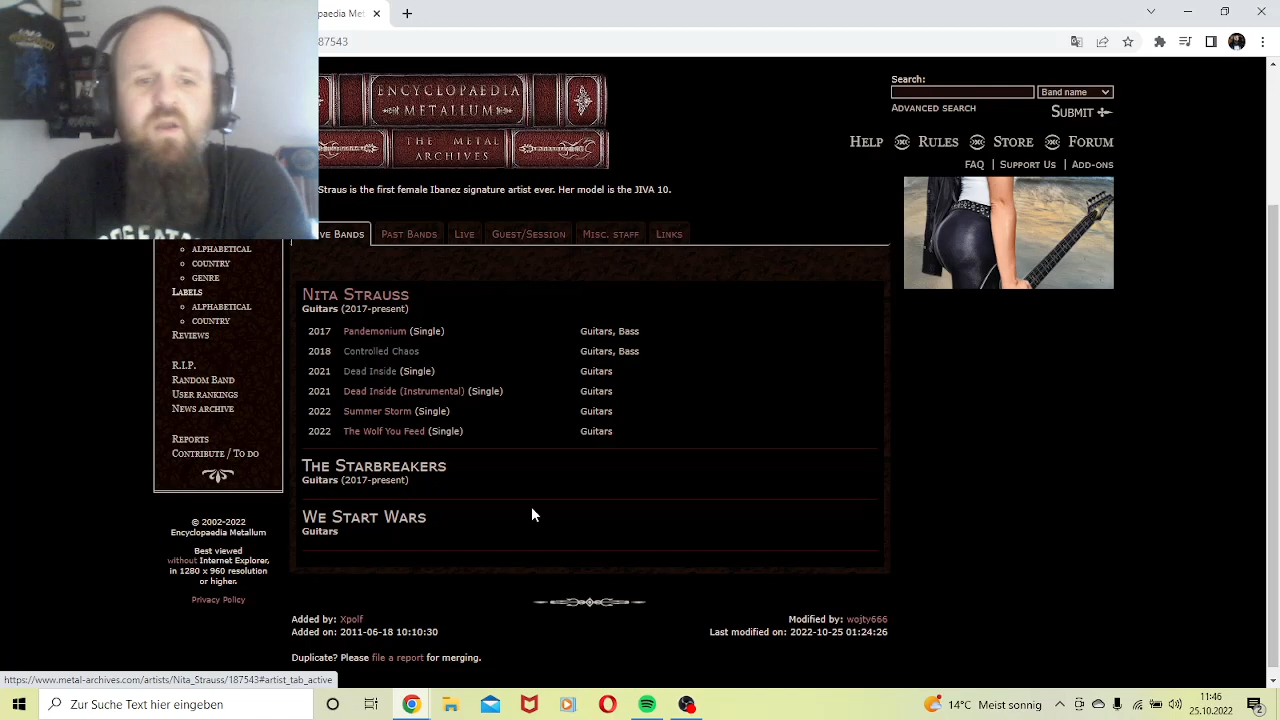 paedia Met
87543
ENCYCLOPAEDIA
METALLUM
THE METAL
ARCHIVES
Search:
Band name
ADVANCED SEARCH
SUBMIT
HELP RULES STORE FORUM
FAQ | SUPPORT US | ADD-ONS
Straus is the first female Ibanez signature artist ever. Her model is the JIVA 10.
VE BANDS PAST BANDS LIVE GUEST/SESSION MISC. STAFF LINKS
ALPHABETICAL
COUNTRY
GENRE
LABELS
ALPHABETICAL
COUNTRY
REVIEWS
R.I.P.
RANDOM BAND
USER RANKINGS
NEWS ARCHIVE
REPORTS
CONTRIBUTE / TO DO
© 2002-2022
Encyclopaedia Metallum
Best viewed
without Internet Explorer,
in 1280 x 960 resolution
or higher.
Privacy Policy
NITA STRAUSS
Guitars (2017-present)
2017 Pandemonium (Single) Guitars, Bass
2018 Controlled Chaos Guitars, Bass
2021 Dead Inside (Single) Guitars
2021 Dead Inside (Instrumental) (Single) Guitars
2022 Summer Storm (Single) Guitars
2022 The Wolf You Feed (Single) Guitars
THE STARBREAKERS
Guitars (2017-present)
WE START WARS
Guitars
Added by: Xpolf
Modified by: wojty666
Added on: 2011-06-18 10:10:30
Last modified on: 2022-10-25 01:24:26
Duplicate? Please file a report for merging.
https://www.metal-archives.com/artists/Nita_Strauss/187543#artist_tab_active
Zur Suche Text hier eingeben
14°C Meist sonnig
11:46
25.10.2022
2